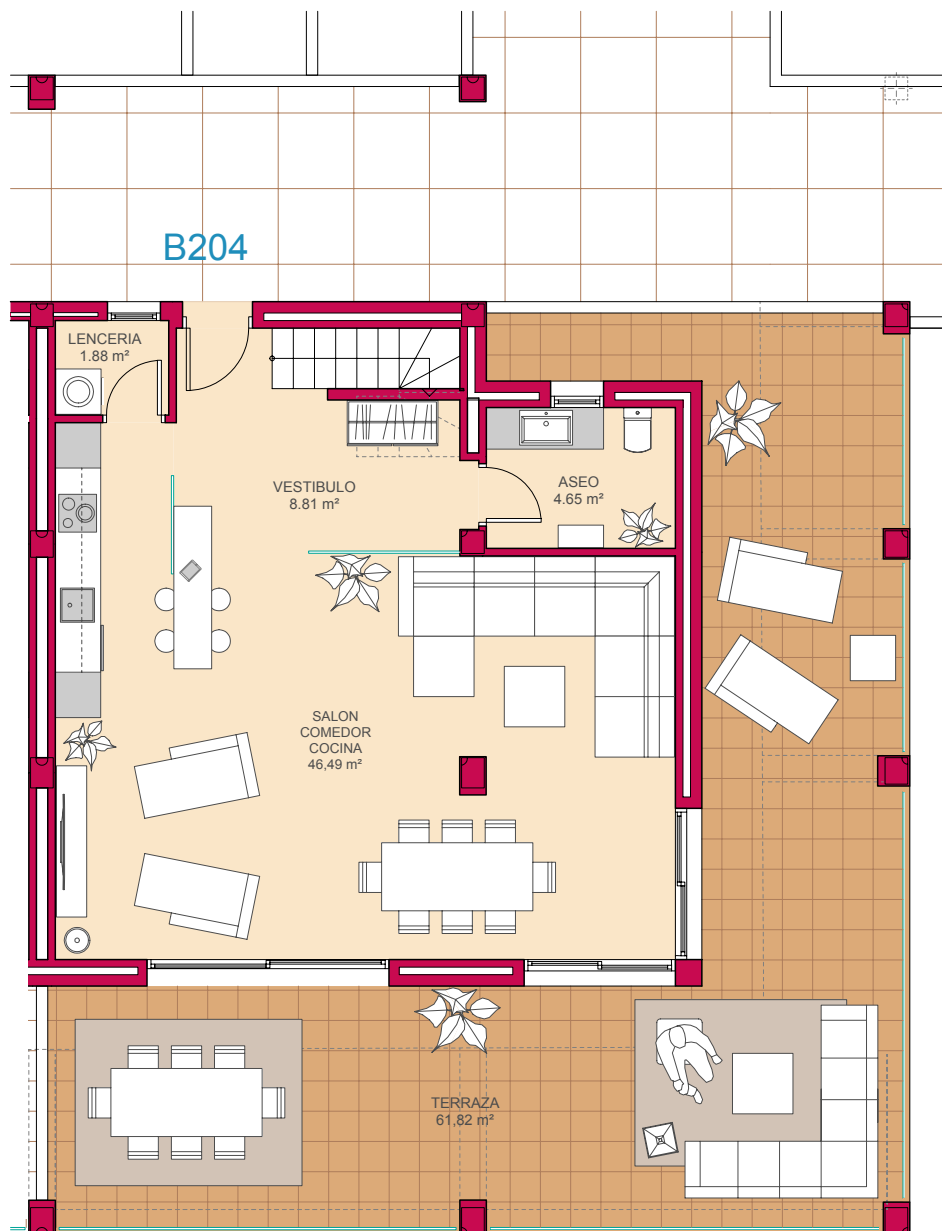 B204
LENCERIA
1.88 m²
VESTIBULO
8.81 m²
ASEO
4.65 m²
SALON
COMEDOR
COCINA
46,49 m²
TERRAZA
61,82 m²